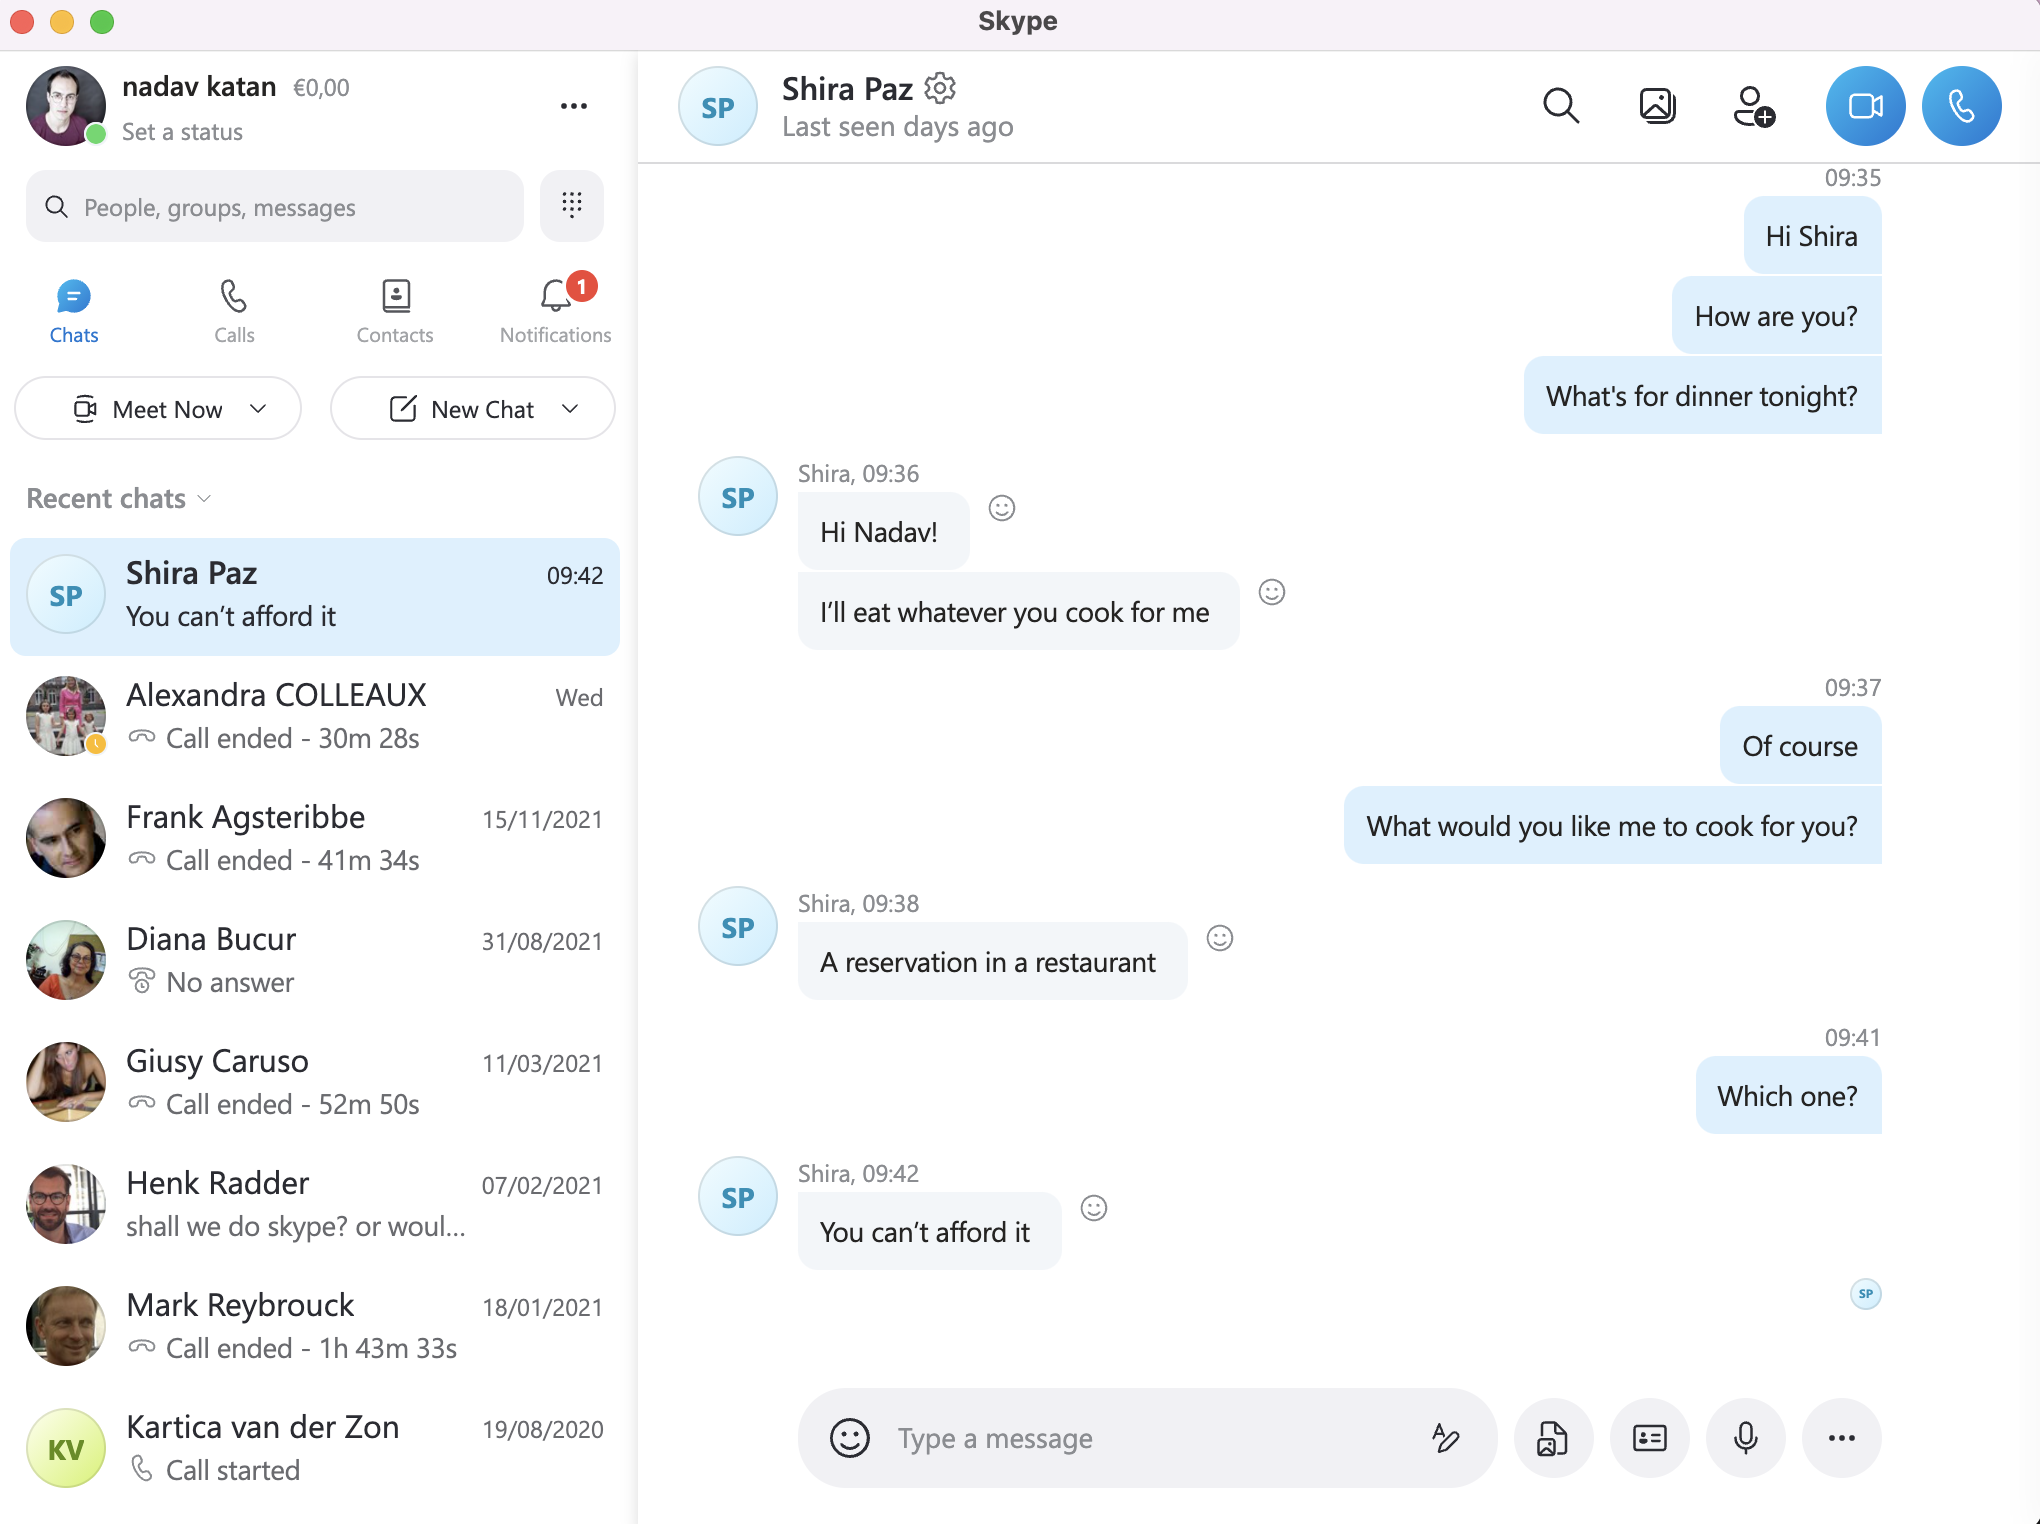 Skype
nadav katan €0,00
Set a status
People, groups, messages
Chats
Calls
Contacts
1
Notifications
Meet Now
New Chat
Recent chats
SP
Shira Paz 09:42
You can’t afford it
Alexandra COLLEAUX Wed
Call ended - 30m 28s
Frank Agsteribbe 15/11/2021
Call ended - 41m 34s
Diana Bucur 31/08/2021
No answer
Giusy Caruso 11/03/2021
Call ended - 52m 50s
Henk Radder 07/02/2021
shall we do skype? or woul...
Mark Reybrouck 18/01/2021
Call ended - 1h 43m 33s
KV
Kartica van der Zon 19/08/2020
Call started
SP
Shira Paz
Last seen days ago
09:35
Hi Shira
How are you?
What's for dinner tonight?
SP
Shira, 09:36
Hi Nadav!
I’ll eat whatever you cook for me
09:37
Of course
What would you like me to cook for you?
SP
Shira, 09:38
A reservation in a restaurant
09:41
Which one?
SP
Shira, 09:42
You can’t afford it
SP
Type a message